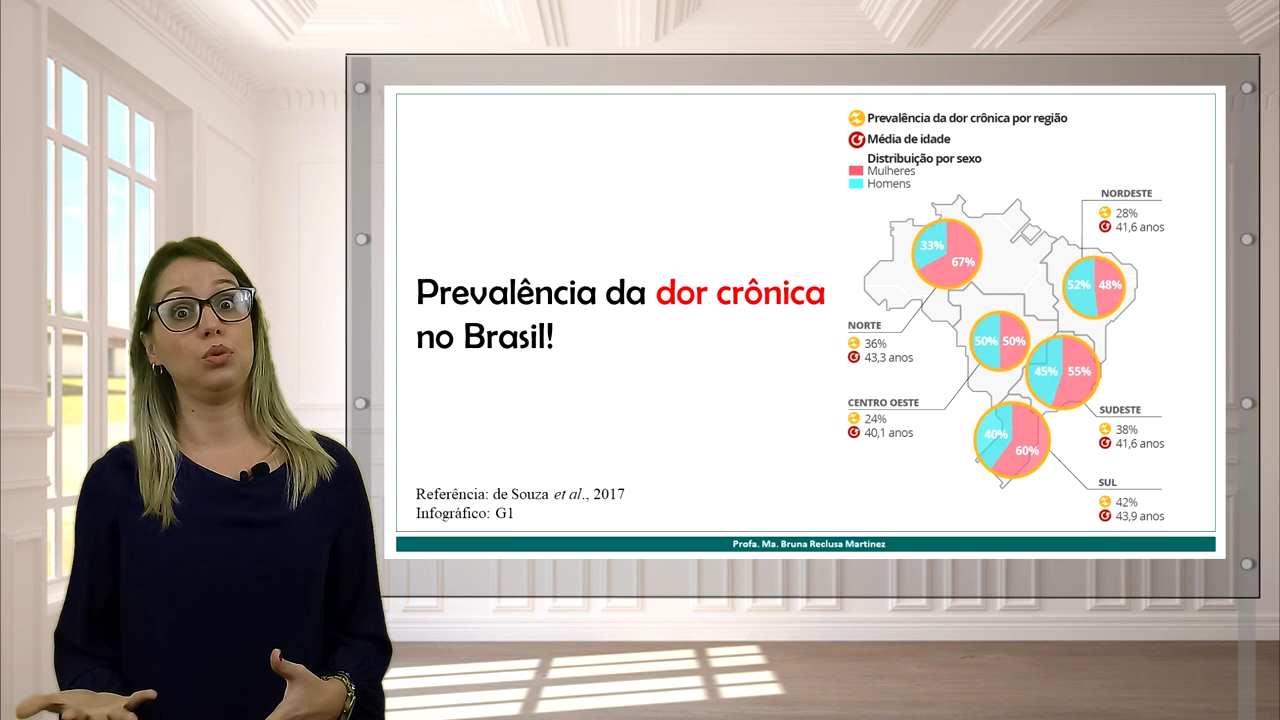 Prevalência da dor crônica por região
Média de idade
Distribuição por sexo
Mulheres
Homens
NORDESTE
28%
41,6 anos
33%
67%
52%
48%
Prevalência da dor crônica
no Brasil!
NORTE
36%
43,3 anos
50%
50%
45%
55%
CENTRO OESTE
24%
40,1 anos
SUDESTE
38%
41,6 anos
40%
60%
SUL
42%
43,9 anos
Referência: de Souza et al., 2017
Infográfico: G1
Profa. Ma. Bruna Reclusa Martinez